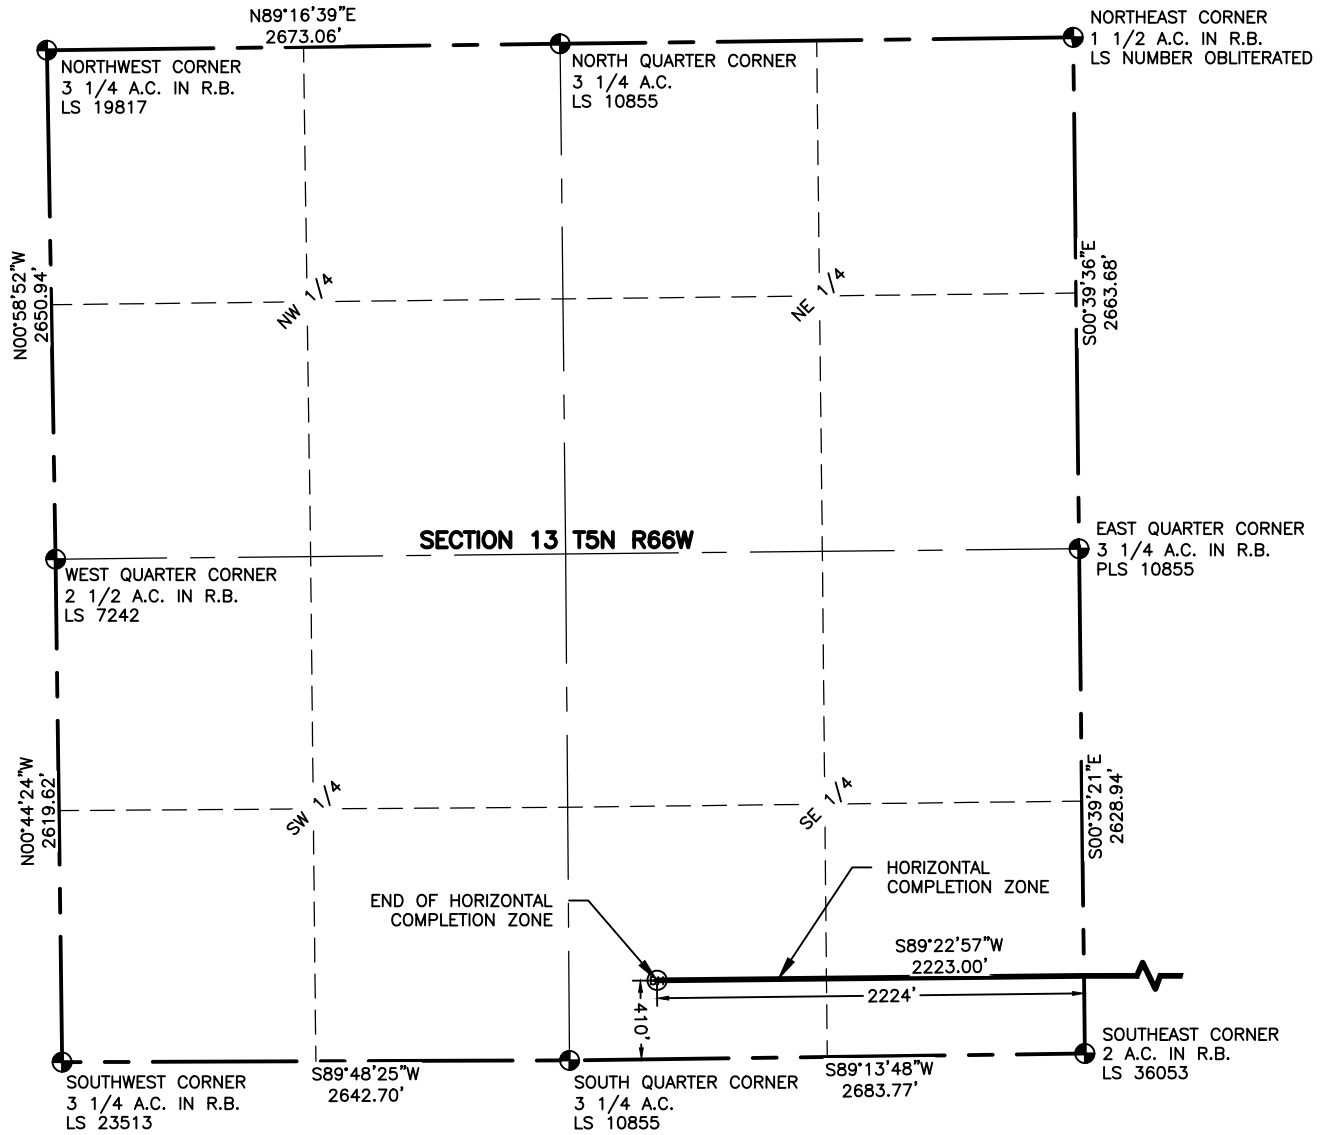 N89°16'39"E
2673.06'
NORTHEAST CORNER
1 1/2 A.C. IN R.B.
LS NUMBER OBLITERATED
NORTHWEST CORNER
3 1/4 A.C. IN R.B.
LS 19817
NORTH QUARTER CORNER
3 1/4 A.C.
LS 10855
N00°58'52"W
2650.94'
NW 1/4
NE 1/4
S00°39'36"E
2663.68'
SECTION 13 T5N R66W
EAST QUARTER CORNER
3 1/4 A.C. IN R.B.
PLS 10855
WEST QUARTER CORNER
2 1/2 A.C. IN R.B.
LS 7242
N00°44'24"W
2619.62'
SW 1/4
SE 1/4
S00°39'21"E
2628.94'
HORIZONTAL
COMPLETION ZONE
END OF HORIZONTAL
COMPLETION ZONE
S89°22'57"W
2223.00'
2224'
410'
SOUTHEAST CORNER
2 A.C. IN R.B.
LS 36053
SOUTHWEST CORNER
3 1/4 A.C. IN R.B.
LS 23513
S89°48'25"W
2642.70'
SOUTH QUARTER CORNER
3 1/4 A.C.
LS 10855
S89°13'48"W
2683.77'